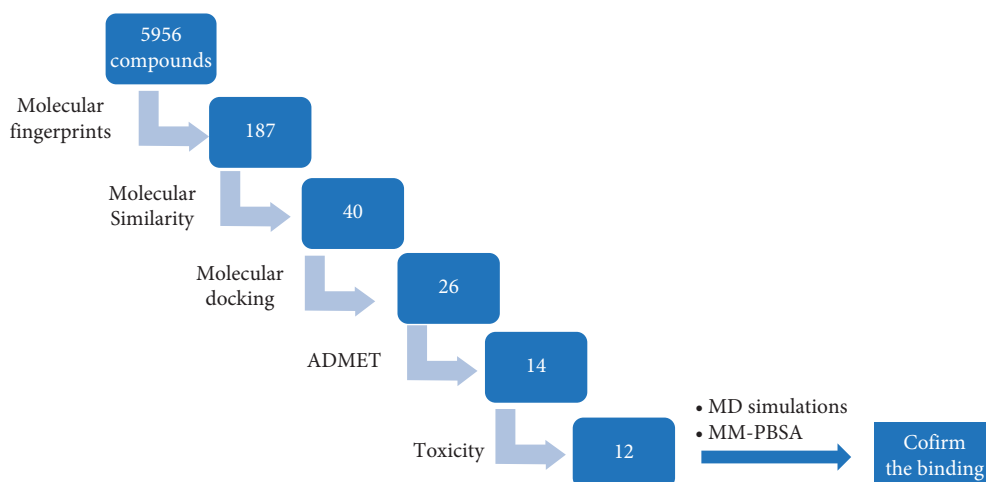 5956
compounds
Molecular
fingerprints
187
Molecular
Similarity
40
Molecular
docking
26
ADMET
14
Toxicity
12
• MD simulations
• MM-PBSA
Cofirm
the binding